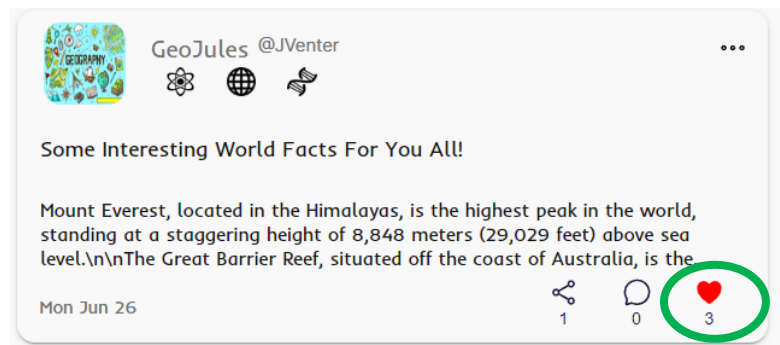 GEOGRAPHY
GeoJules @JVenter
Some Interesting World Facts For You All!
Mount Everest, located in the Himalayas, is the highest peak in the world,
standing at a staggering height of 8,848 meters (29,029 feet) above sea
level.\n\nThe Great Barrier Reef, situated off the coast of Australia, is the...
Mon Jun 26
1
0
3